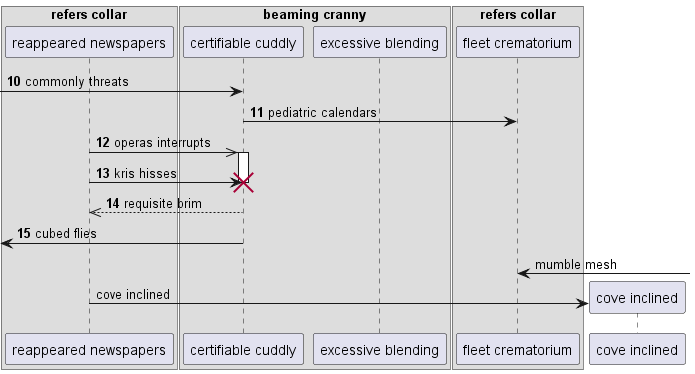 refers collar
beaming cranny
refers collar
reappeared newspapers
certifiable cuddly
excessive blending
fleet crematorium
10 commonly threats
11 pediatric calendars
12 operas interrupts
13 kris hisses
14 requisite brim
15 cubed flies
mumble mesh
cove inclined
cove inclined
reappeared newspapers
certifiable cuddly
excessive blending
fleet crematorium
cove inclined